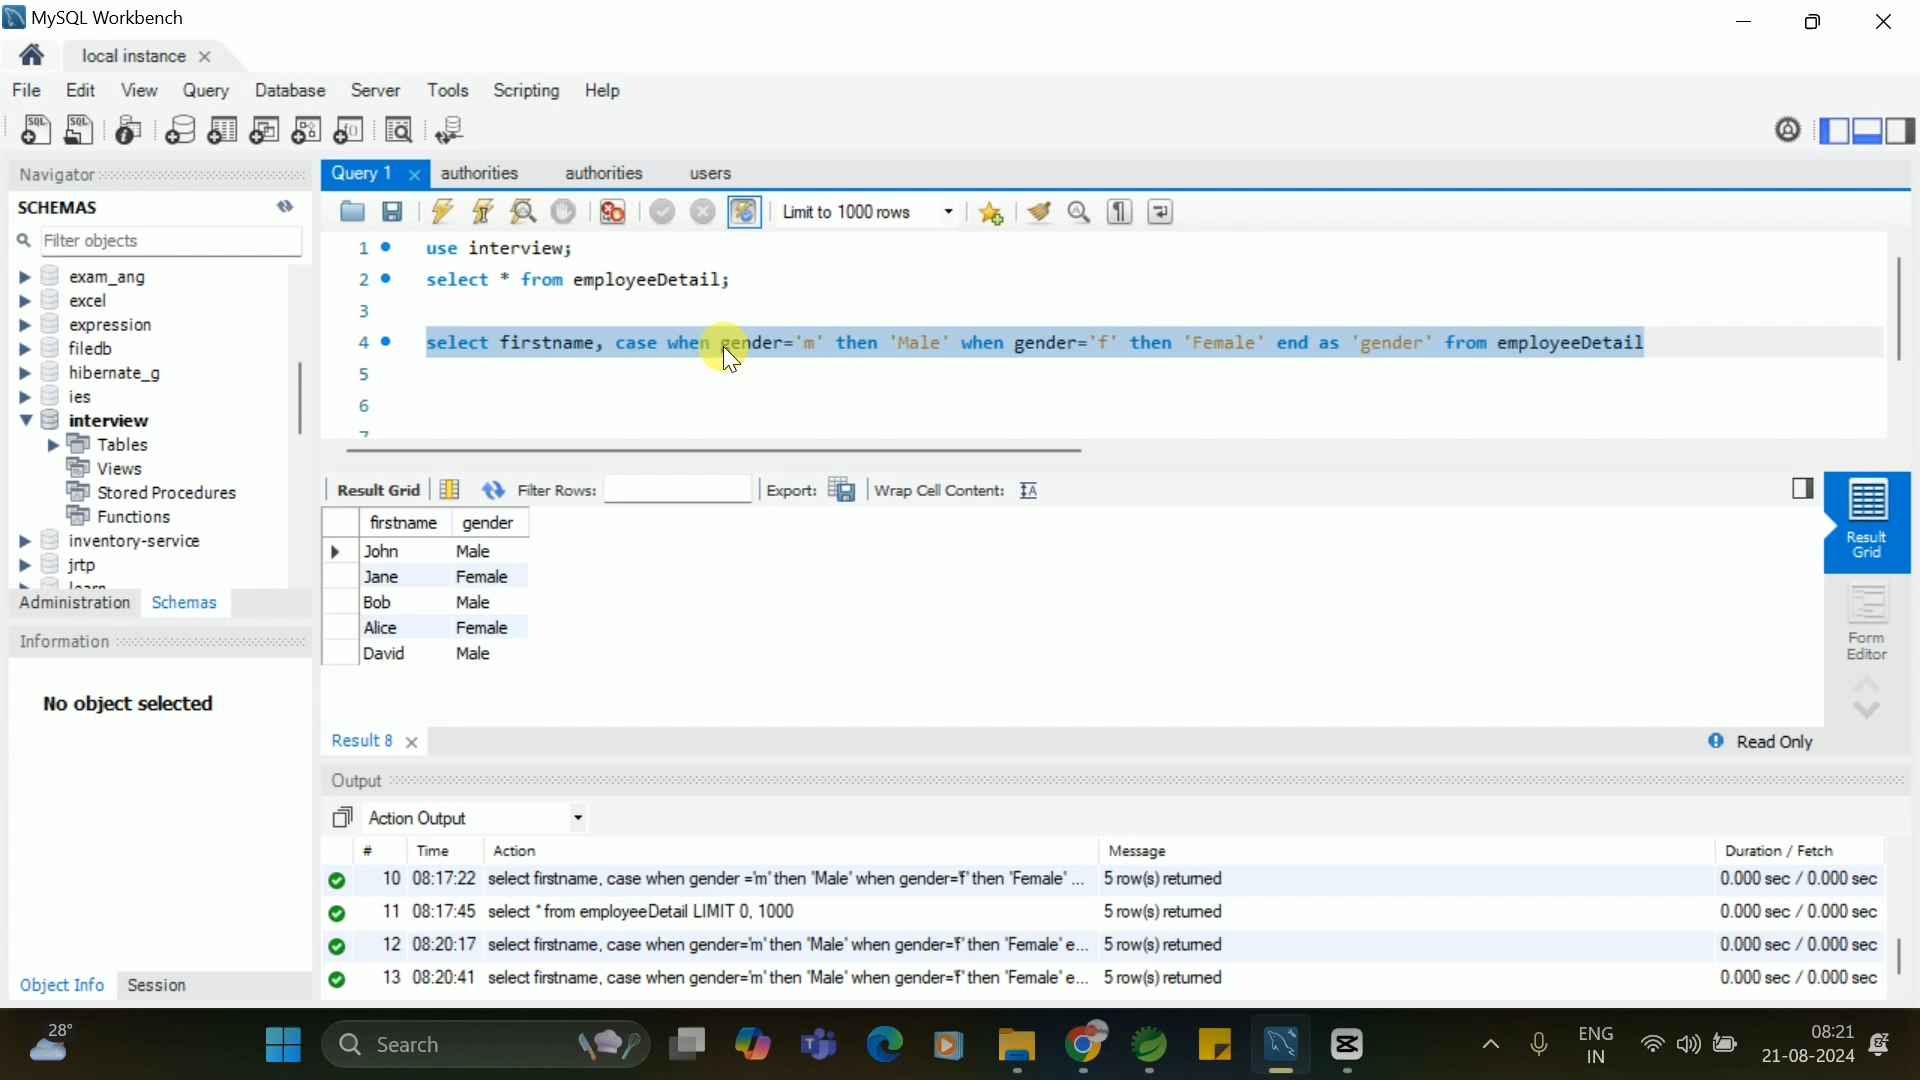 MySQL Workbench
local instance
File Edit View Query Database Server Tools Scripting Help
Navigator
SCHEMAS
Filter objects
exam_ang
excel
expression
filedb
hibernate_g
ies
interview
Tables
Views
Stored Procedures
Functions
inventory-service
jrtp
learn
Administration Schemas
Information
No object selected
Object Info Session
Query 1 authorities authorities users
Limit to 1000 rows
1 use interview;
2 select * from employeeDetail;
3
4 select firstname, case when gender='m' then 'Male' when gender='f' then 'Female' end as 'gender' from employeeDetail
5
6
7
Result Grid Filter Rows: Export: Wrap Cell Content:
firstname gender
John Male
Jane Female
Bob Male
Alice Female
David Male
Result Grid
Form Editor
Result 8 Read Only
Output
Action Output
# Time Action Message Duration / Fetch
10 08:17:22 select firstname, case when gender ='m' then 'Male' when gender='f' then 'Female' ... 5 row(s) returned 0.000 sec / 0.000 sec
11 08:17:45 select * from employeeDetail LIMIT 0, 1000 5 row(s) returned 0.000 sec / 0.000 sec
12 08:20:17 select firstname, case when gender='m' then 'Male' when gender='f' then 'Female' e... 5 row(s) returned 0.000 sec / 0.000 sec
13 08:20:41 select firstname, case when gender='m' then 'Male' when gender='f' then 'Female' e... 5 row(s) returned 0.000 sec / 0.000 sec
28°
Search
ENG
IN
08:21
21-08-2024